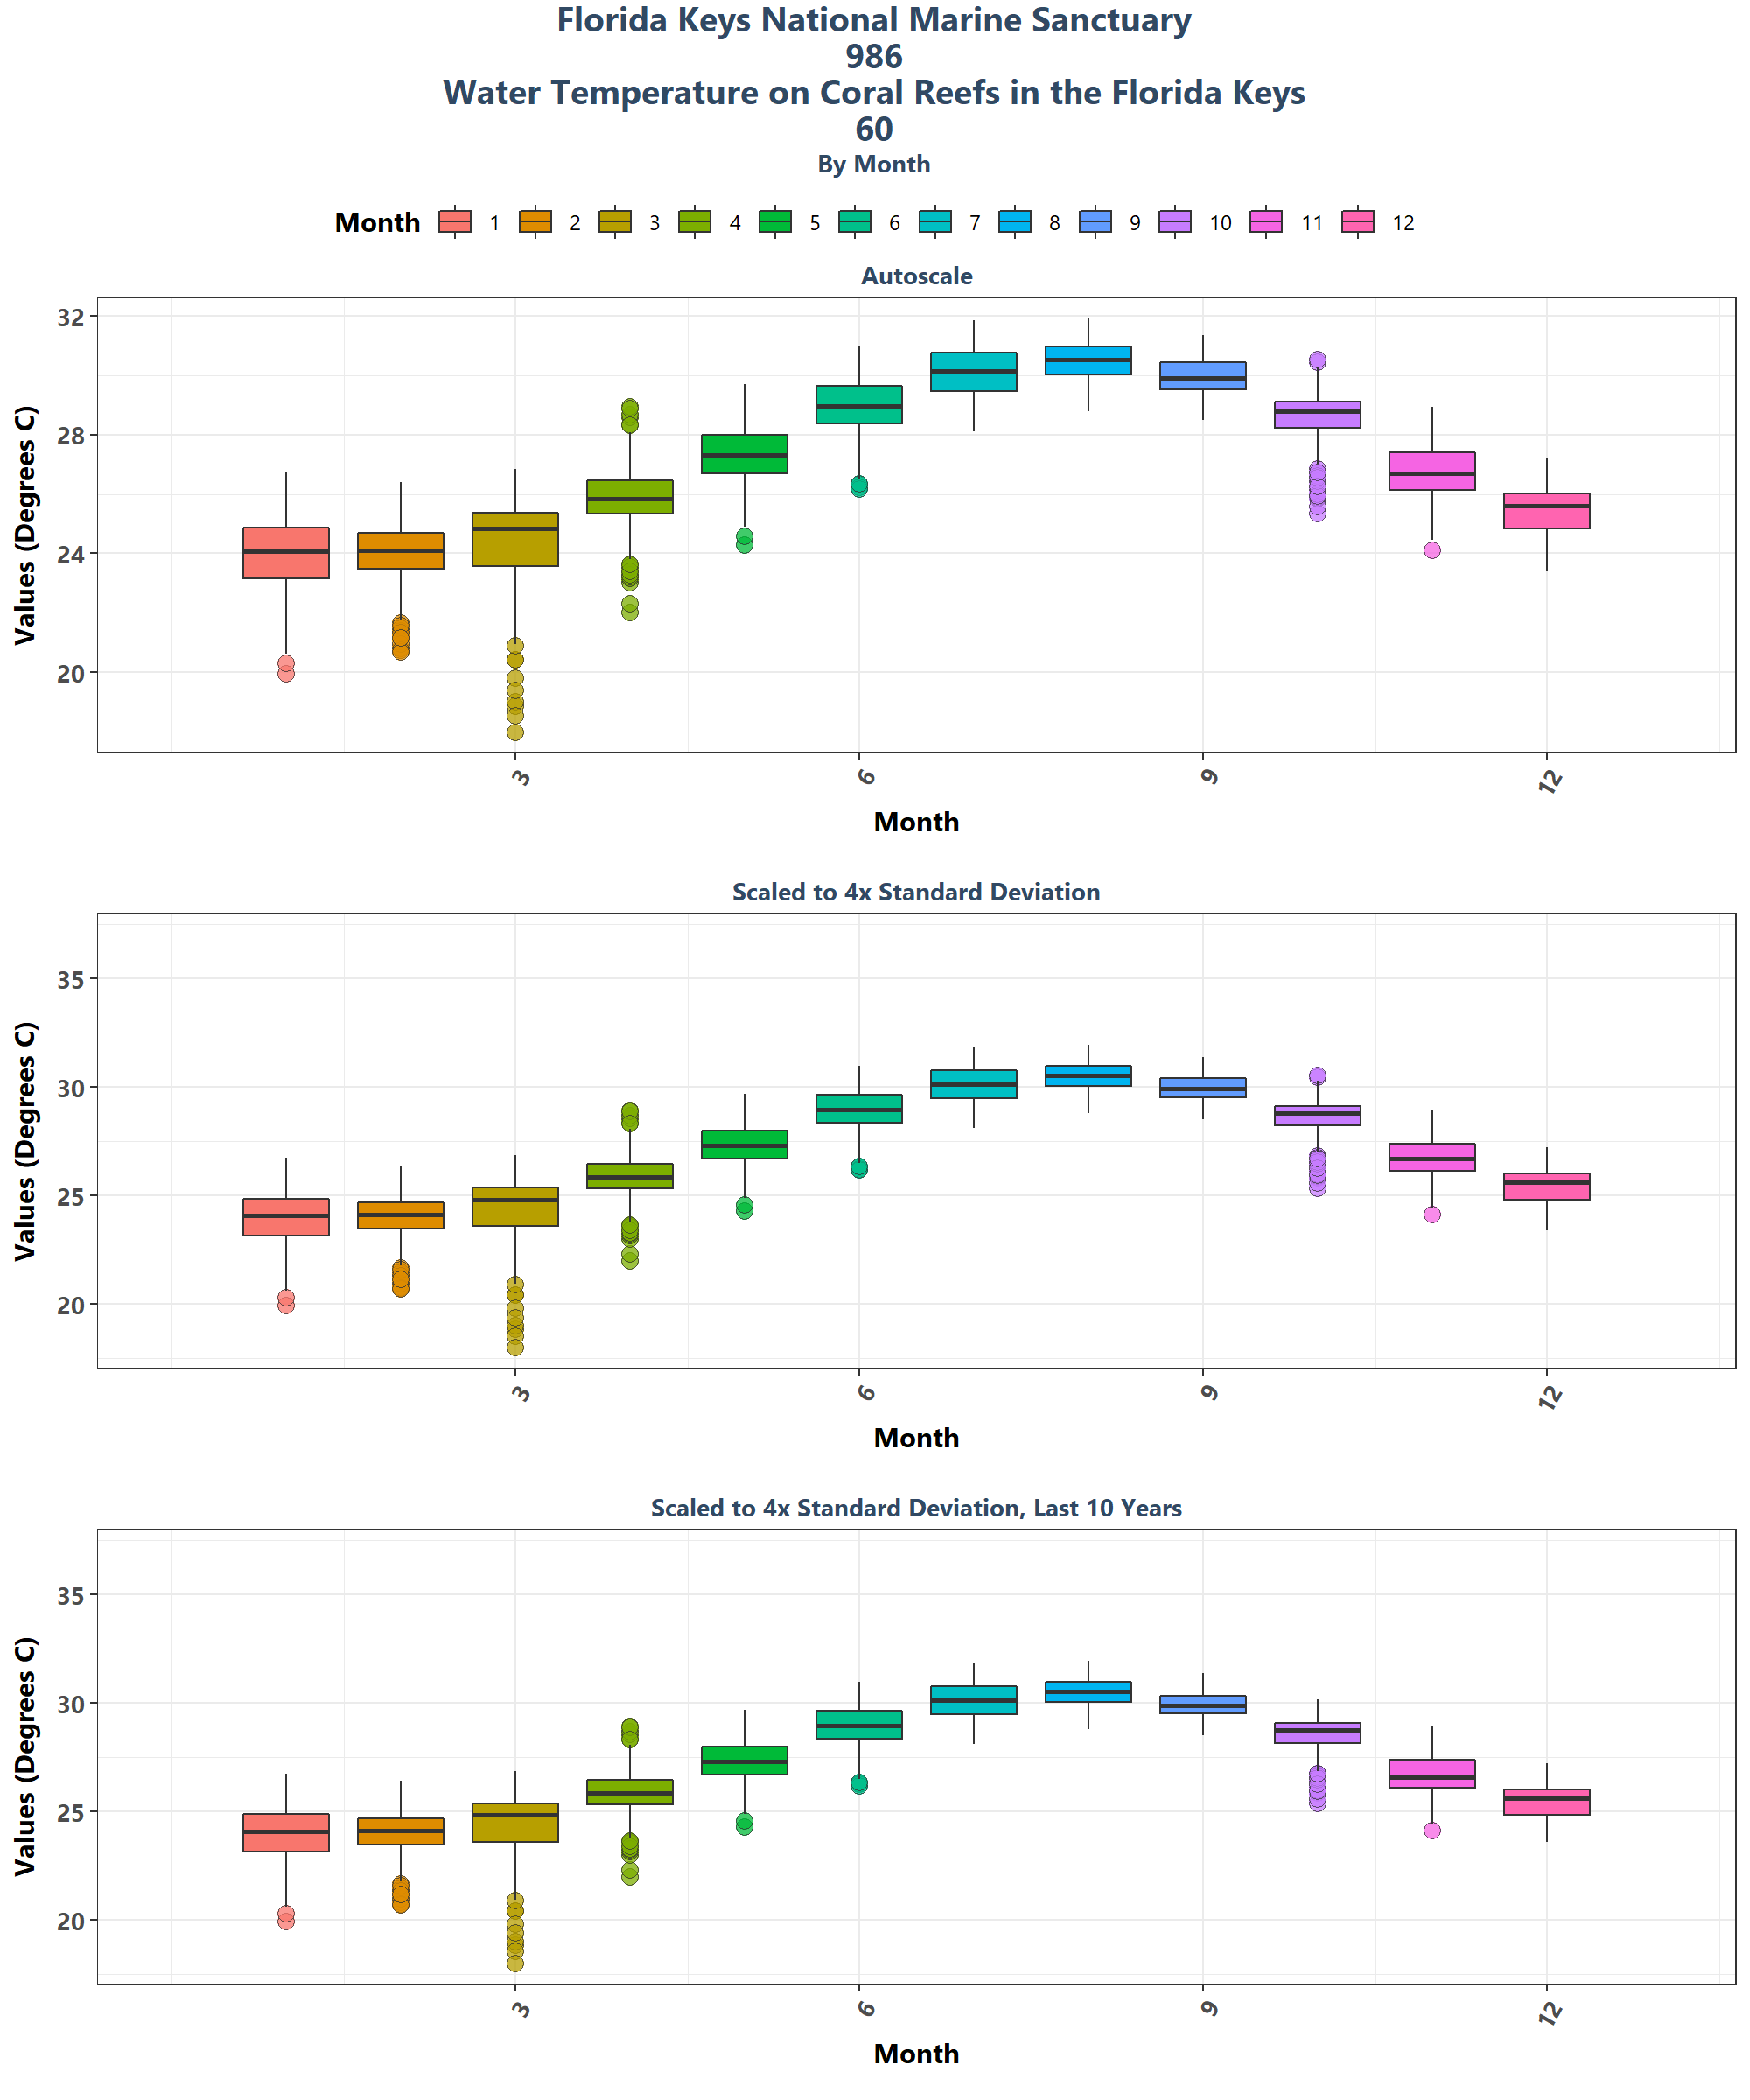 Florida Keys National Marine Sanctuary
986
Water Temperature on Coral Reefs in the Florida Keys
60
By Month
Month 1 2 3 4 5 6 7 8 9 10 11 12
Autoscale
Values (Degrees C)
32
28
24
20
3 6 9 12
Month
Scaled to 4x Standard Deviation
Values (Degrees C)
35
30
25
20
3 6 9 12
Month
Scaled to 4x Standard Deviation, Last 10 Years
Values (Degrees C)
35
30
25
20
3 6 9 12
Month